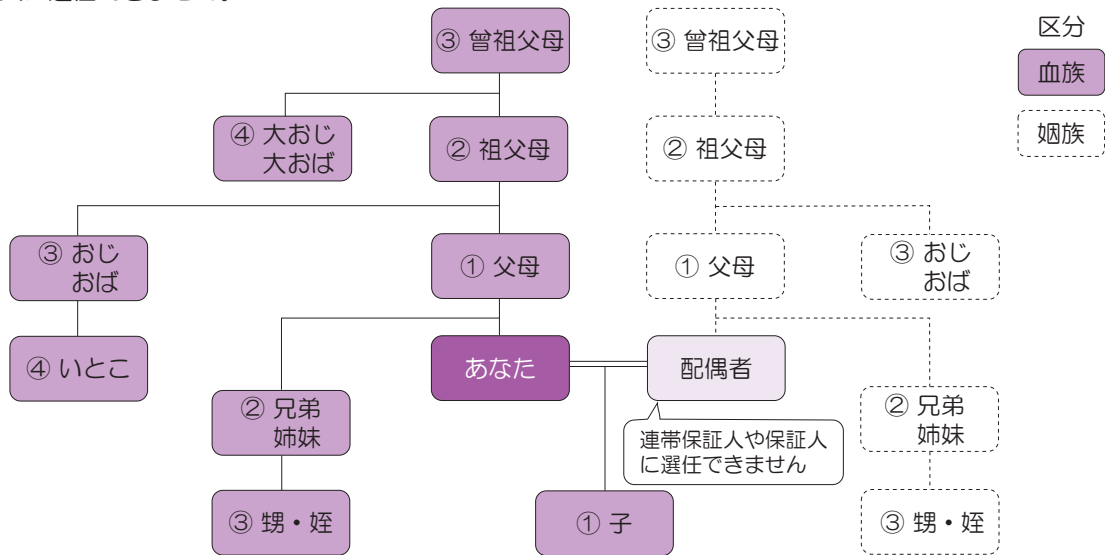 ③ 曾祖父母
③ 曾祖父母
区分
血族
姻族
④ 大おじ
大おば
② 祖父母
② 祖父母
③ おじ
おば
① 父母
① 父母
③ おじ
おば
④ いとこ
あなた
配偶者
② 兄弟
姉妹
連帯保証人や保証人
に選任できません
② 兄弟
姉妹
③ 甥・姪
① 子
③ 甥・姪